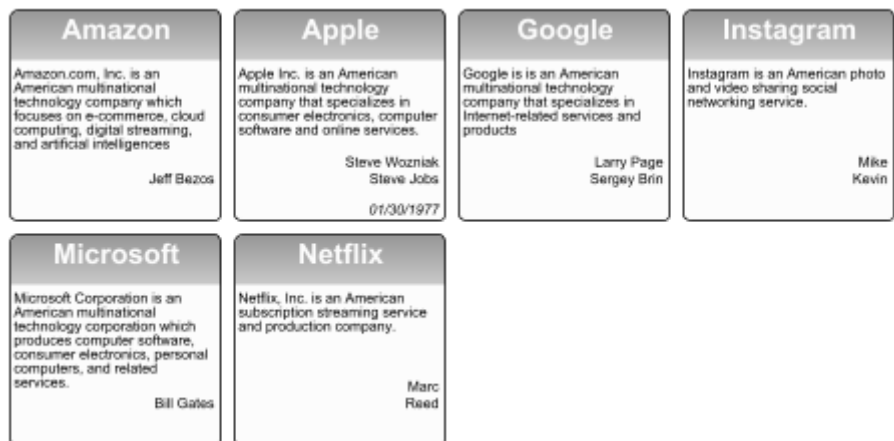 Amazon
Amazon.com, Inc. is an
American multinational
technology company which
focuses on e-commerce, cloud
computing, digital streaming,
and artificial intelligences
Jeff Bezos
Apple
Apple Inc. is an American
multinational technology
company that specializes in
consumer electronics, computer
software and online services.
Steve Wozniak
Steve Jobs
01/30/1977
Google
Google is is an American
multinational technology
company that specializes in
Internet-related services and
products
Larry Page
Sergey Brin
Instagram
Instagram is an American photo
and video sharing social
networking service.
Mike
Kevin
Microsoft
Microsoft Corporation is an
American multinational
technology corporation which
produces computer software,
consumer electronics, personal
computers, and related
services.
Bill Gates
Netflix
Netflix, Inc. is an American
subscription streaming service
and production company.
Marc
Reed